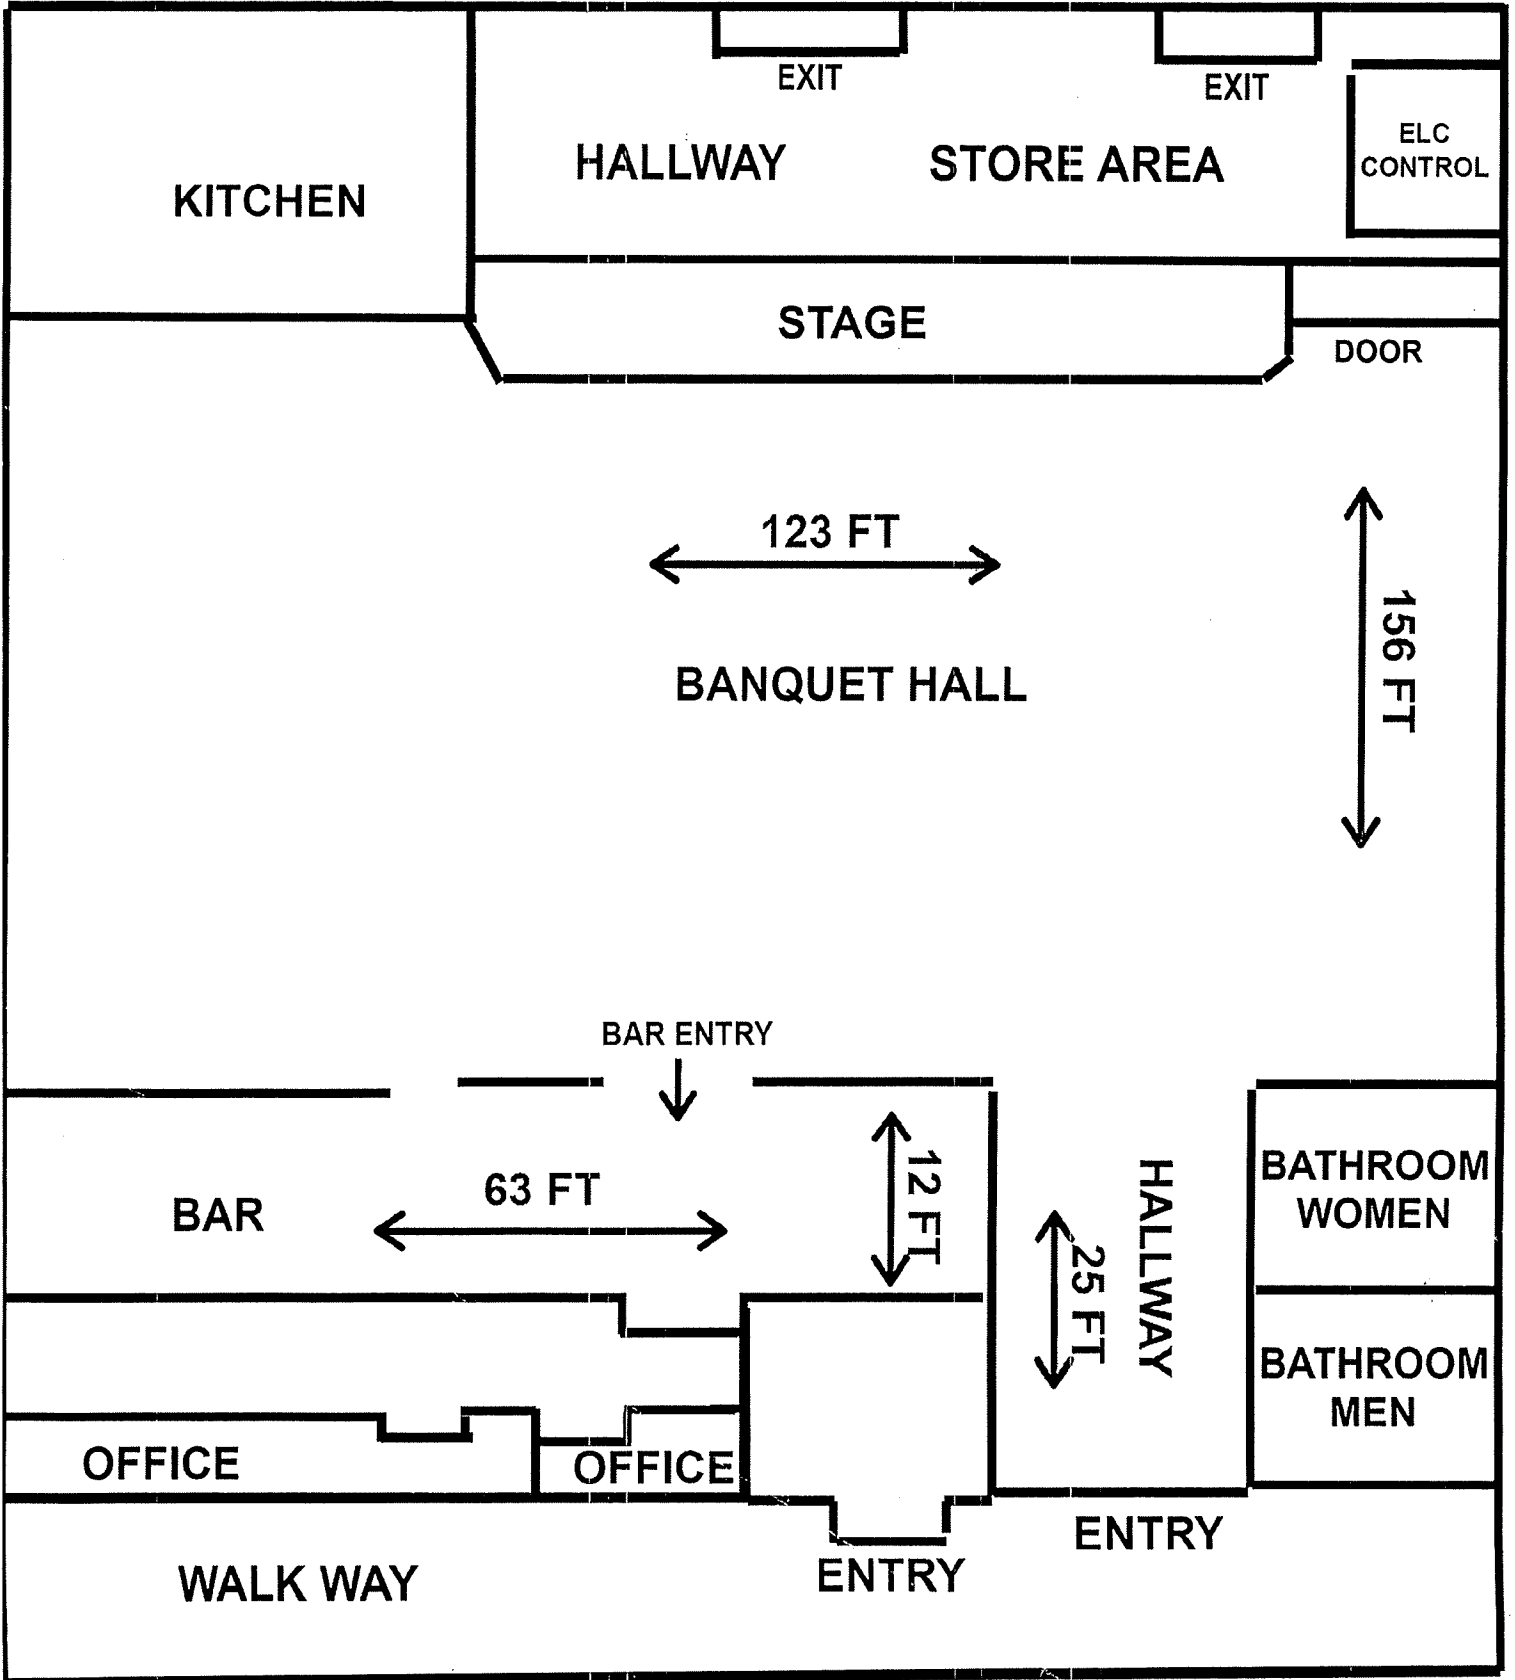 EXIT
EXIT
HALLWAY
STORE AREA
ELC
CONTROL
KITCHEN
STAGE
DOOR
123 FT
156 FT
BANQUET HALL
BAR ENTRY
63 FT
12 FT
BAR
HALLWAY
25 FT
BATHROOM
WOMEN
BATHROOM
MEN
OFFICE
OFFICE
ENTRY
ENTRY
WALK WAY